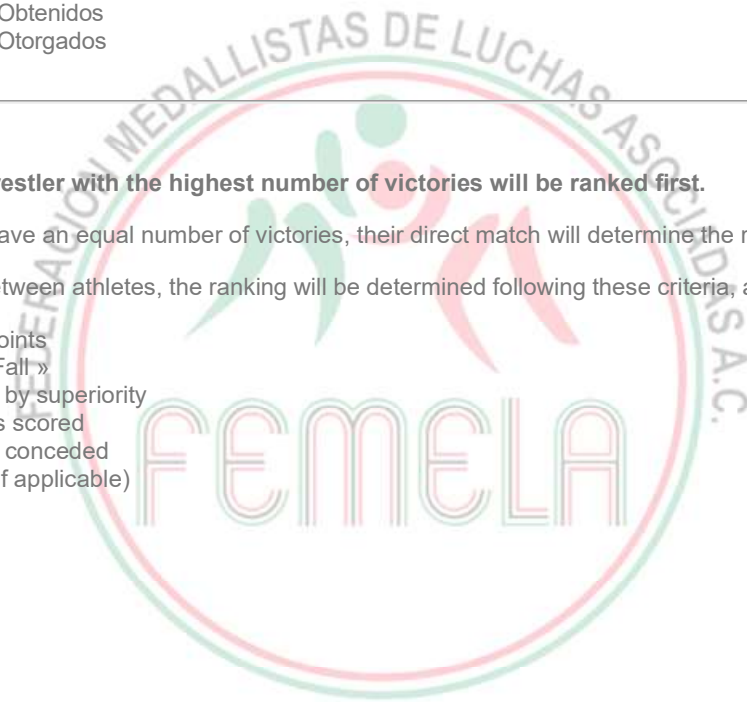 Obtenidos
Otorgados
FEDERACION MEDALLISTAS DE LUCHAS ASOCIADAS A.C.
restler with the highest number of victories will be ranked first.
ave an equal number of victories, their direct match will determine the r
etween athletes, the ranking will be determined following these criteria, a
oints
Fall »
by superiority
s scored
conceded
f applicable)
FEMELA